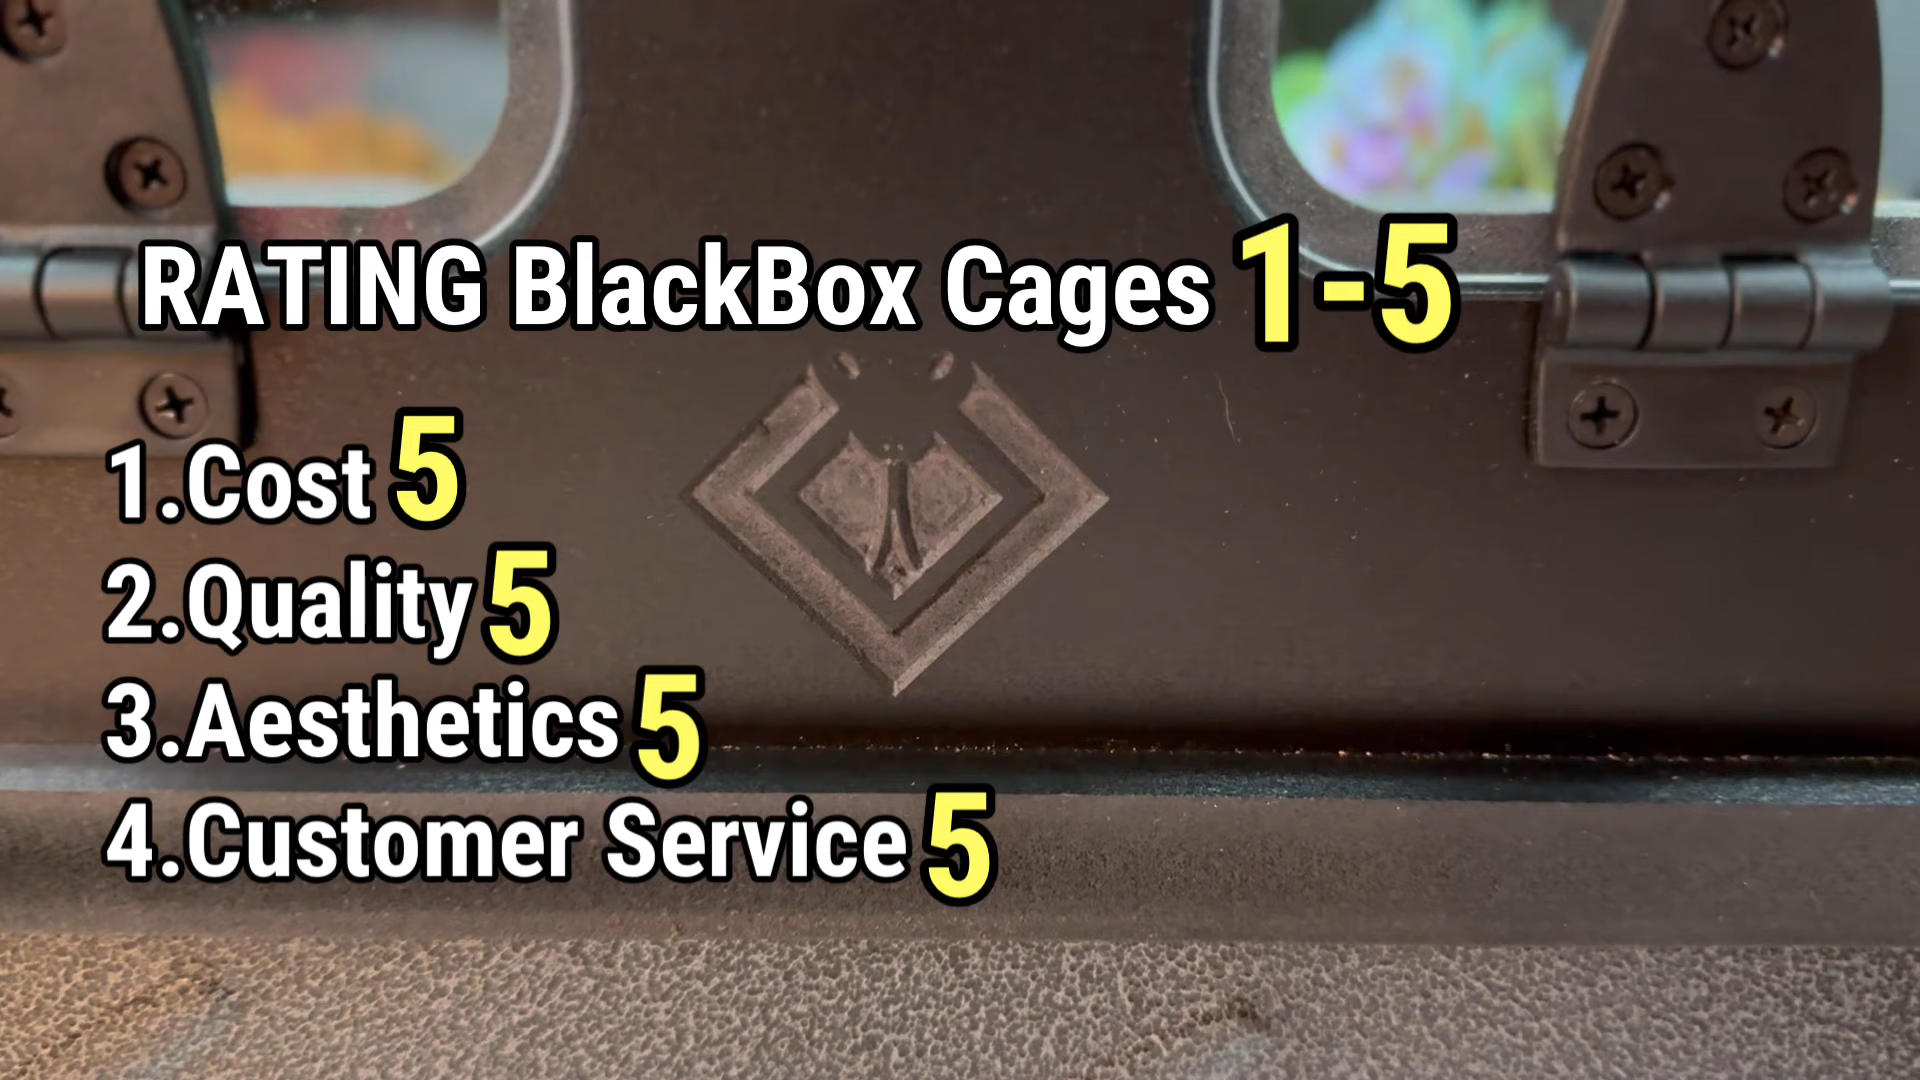 RATING BlackBox Cages 1-5
1.Cost 5
2.Quality 5
3.Aesthetics 5
4.Customer Service 5